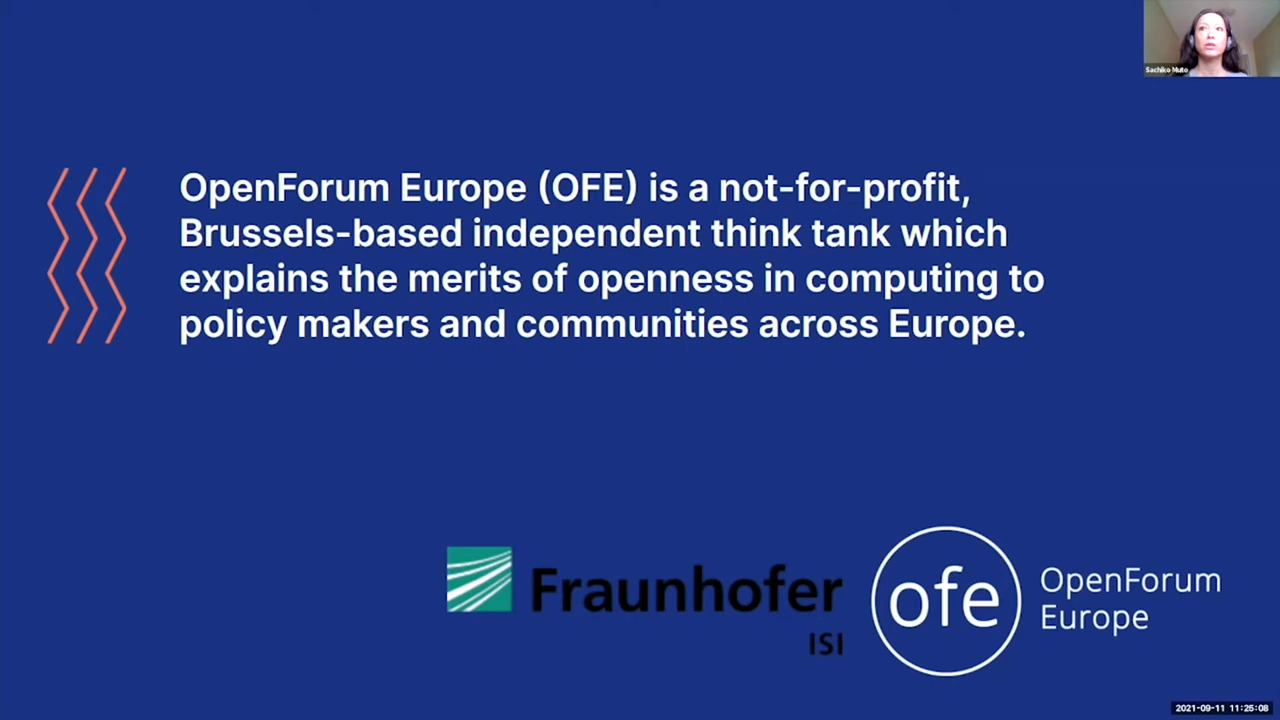 Sachiko Muto
OpenForum Europe (OFE) is a not-for-profit,
Brussels-based independent think tank which
explains the merits of openness in computing to
policy makers and communities across Europe.
Fraunhofer
ISI
ofe
OpenForum
Europe
2021-09-11 11:25:08